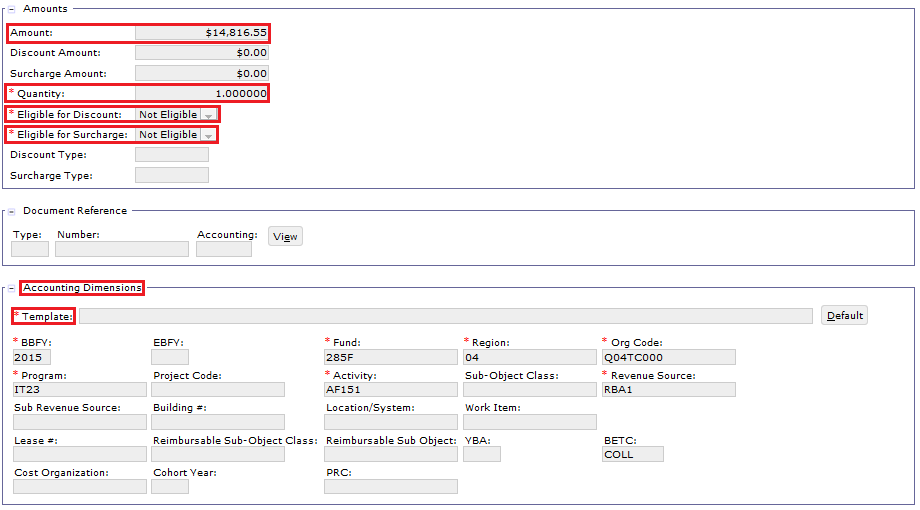 Amounts
Amount: $14,816.55
Discount Amount: $0.00
Surcharge Amount: $0.00
* Quantity: 1.000000
* Eligible for Discount: Not Eligible
* Eligible for Surcharge: Not Eligible
Discount Type:
Surcharge Type:
Document Reference
Type: Number: Accounting: View
Accounting Dimensions
* Template: Default
* BBFY: EBFY: * Fund: * Region: * Org Code:
2015 285F 04 Q04TC000
* Program: Project Code: * Activity: Sub-Object Class: * Revenue Source:
IT23 AF151 RBA1
Sub Revenue Source: Building #: Location/System: Work Item:
Lease #: Reimbursable Sub-Object Class: Reimbursable Sub Object: YBA: BETC:
COLL
Cost Organization: Cohort Year: PRC: